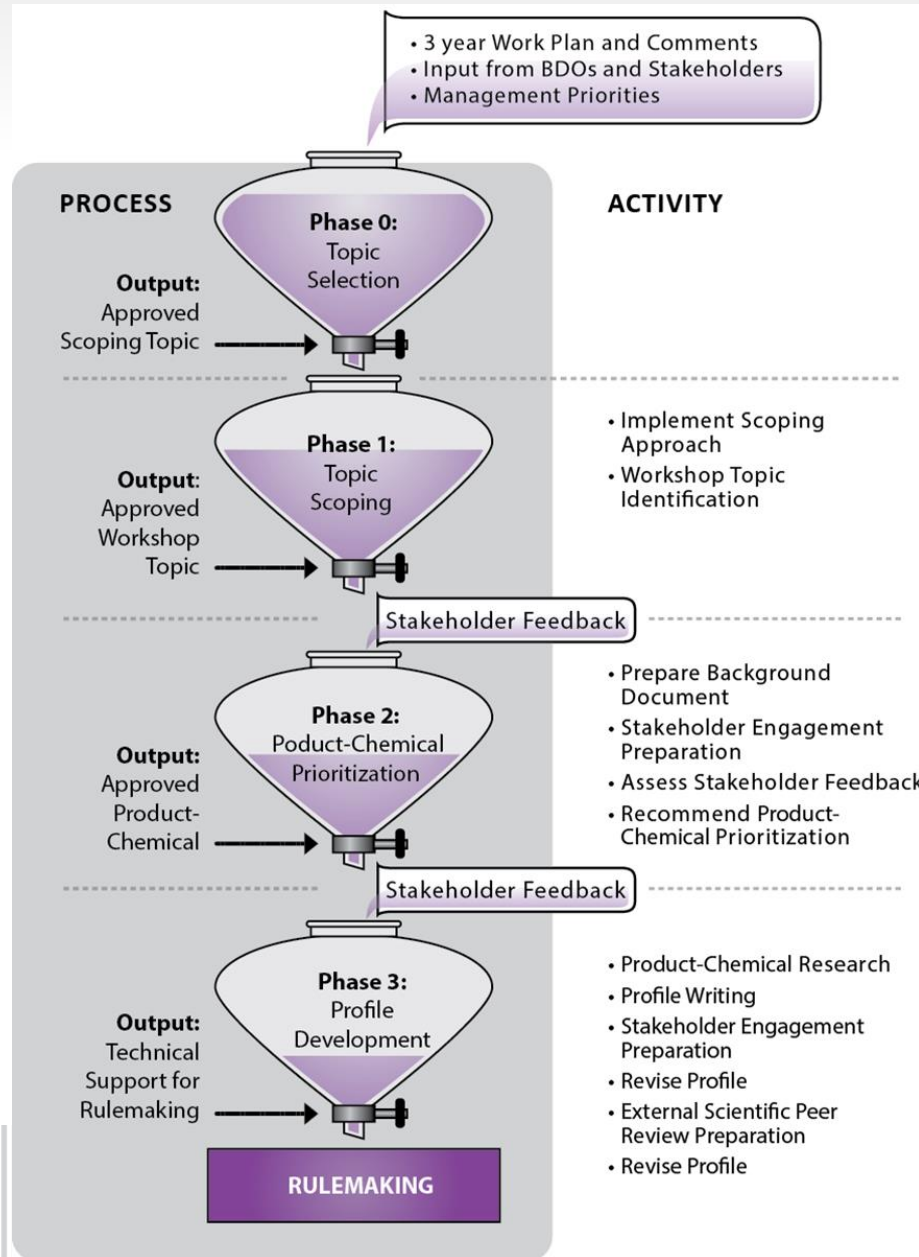 • 3 year Work Plan and Comments
• Input from BDOs and Stakeholders
• Management Priorities
PROCESS
ACTIVITY
Phase 0:
Topic
Selection
Output:
Approved
Scoping Topic
Phase 1:
Topic
Scoping
Output:
Approved
Workshop
Topic
• Implement Scoping
Approach
• Workshop Topic
Identification
Stakeholder Feedback
Phase 2:
Poduct-Chemical
Prioritization
Output:
Approved
Product-
Chemical
• Prepare Background
Document
• Stakeholder Engagement
Preparation
• Assess Stakeholder Feedback
• Recommend Product-
Chemical Prioritization
Stakeholder Feedback
Phase 3:
Profile
Development
Output:
Technical
Support for
Rulemaking
• Product-Chemical Research
• Profile Writing
• Stakeholder Engagement
Preparation
• Revise Profile
• External Scientific Peer
Review Preparation
• Revise Profile
RULEMAKING